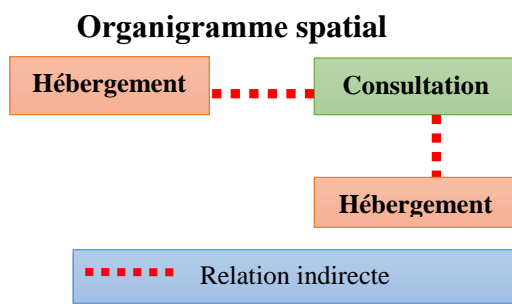 Organigramme spatial
Hébergement
Consultation
Hébergement
Relation indirecte